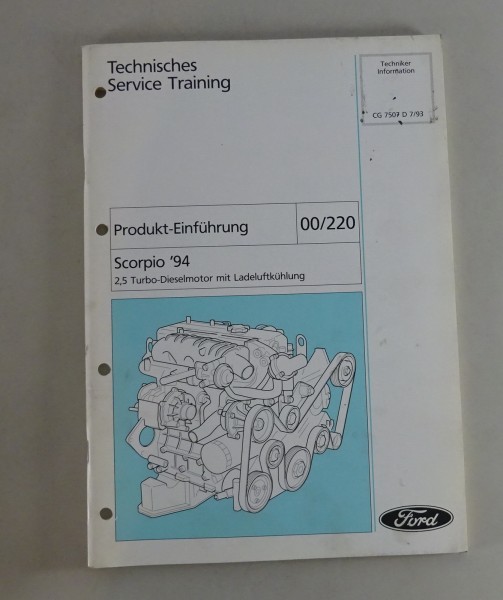 Technisches
Service Training
Techniker
Information
CG 7507 D 7/93
Produkt-Einführung
00/220
Scorpio '94
2,5 Turbo-Dieselmotor mit Ladeluftkühlung
Ford